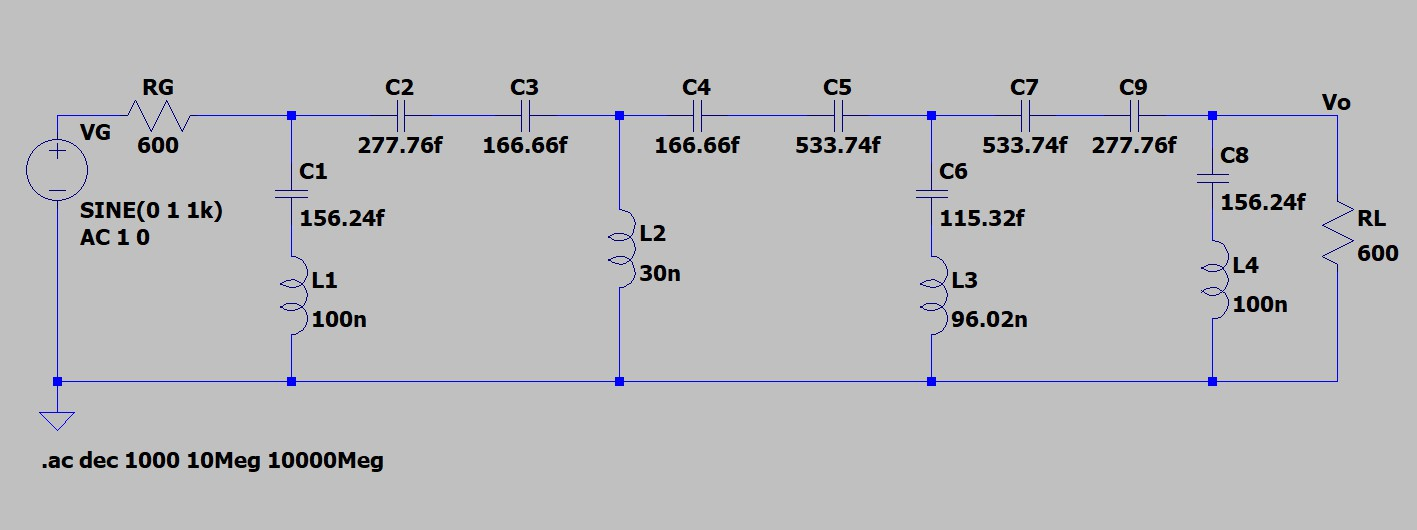 RG
600
VG
SINE(0 1 1k)
AC 1 0
C1
156.24f
L1
100n
C2
277.76f
C3
166.66f
L2
30n
C4
166.66f
C5
533.74f
C6
115.32f
L3
96.02n
C7
533.74f
C9
277.76f
C8
156.24f
L4
100n
Vo
RL
600
.ac dec 1000 10Meg 10000Meg